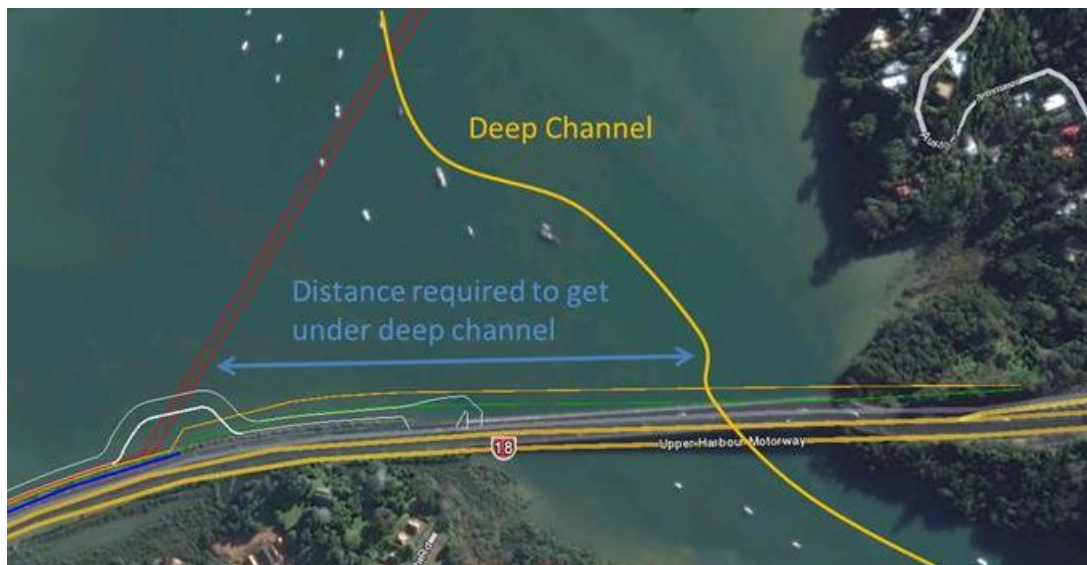 Deep Channel
Distance required to get
under deep channel
18
Upper-Harbour-Motorway